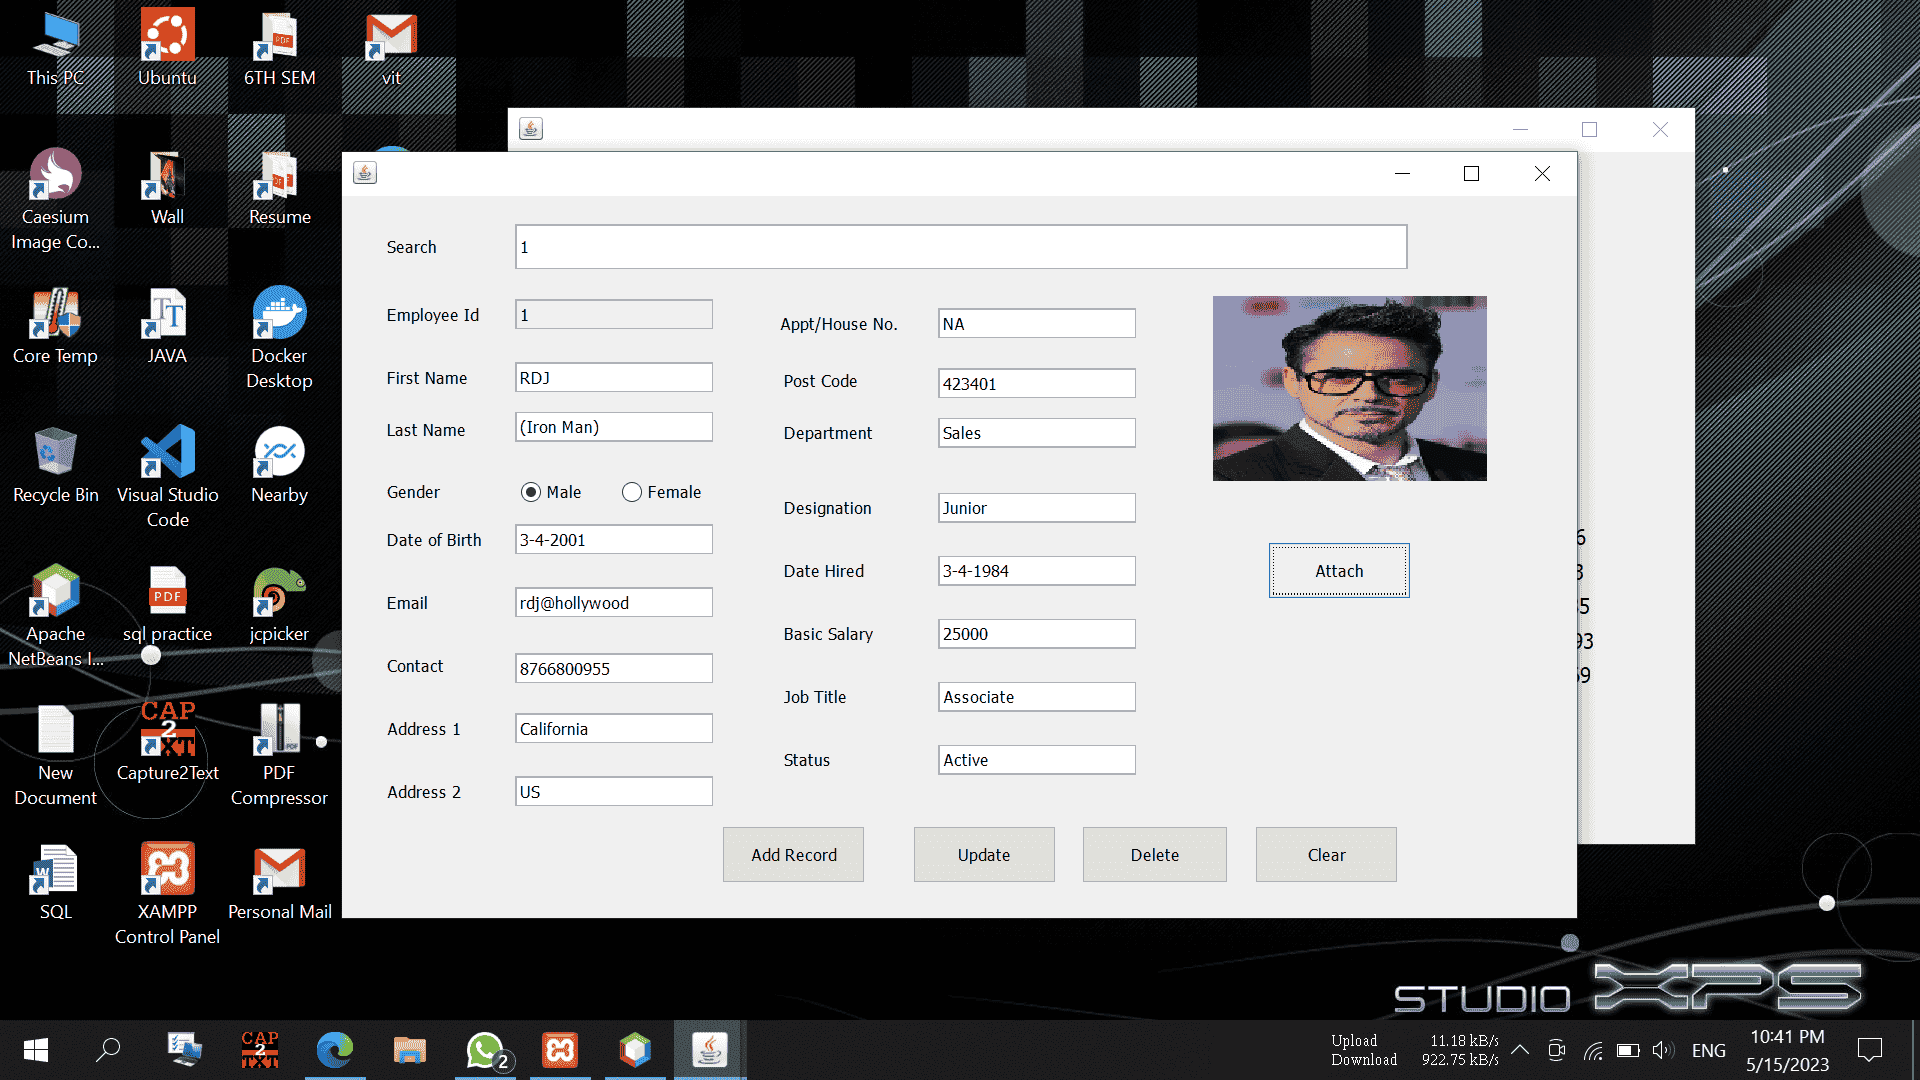 This PC
Ubuntu
6TH SEM
vit
Caesium
Image Co...
Wall
Resume
Core Temp
JAVA
Docker
Desktop
Recycle Bin
Visual Studio
Code
Nearby
Apache
NetBeans I...
sql practice
jcpicker
New
Document
Capture2Text
PDF
Compressor
SQL
XAMPP
Control Panel
Personal Mail
Search
1
Employee Id
1
First Name
RDJ
Last Name
(Iron Man)
Gender
Male
Female
Date of Birth
3-4-2001
Email
rdj@hollywood
Contact
8766800955
Address 1
California
Address 2
US
Appt/House No.
NA
Post Code
423401
Department
Sales
Designation
Junior
Date Hired
3-4-1984
Basic Salary
25000
Job Title
Associate
Status
Active
Attach
Add Record
Update
Delete
Clear
STUDIO XPS
Upload 11.18 kB/s
Download 922.75 kB/s
ENG
10:41 PM
5/15/2023
2
CAP
2
TXT
PDF